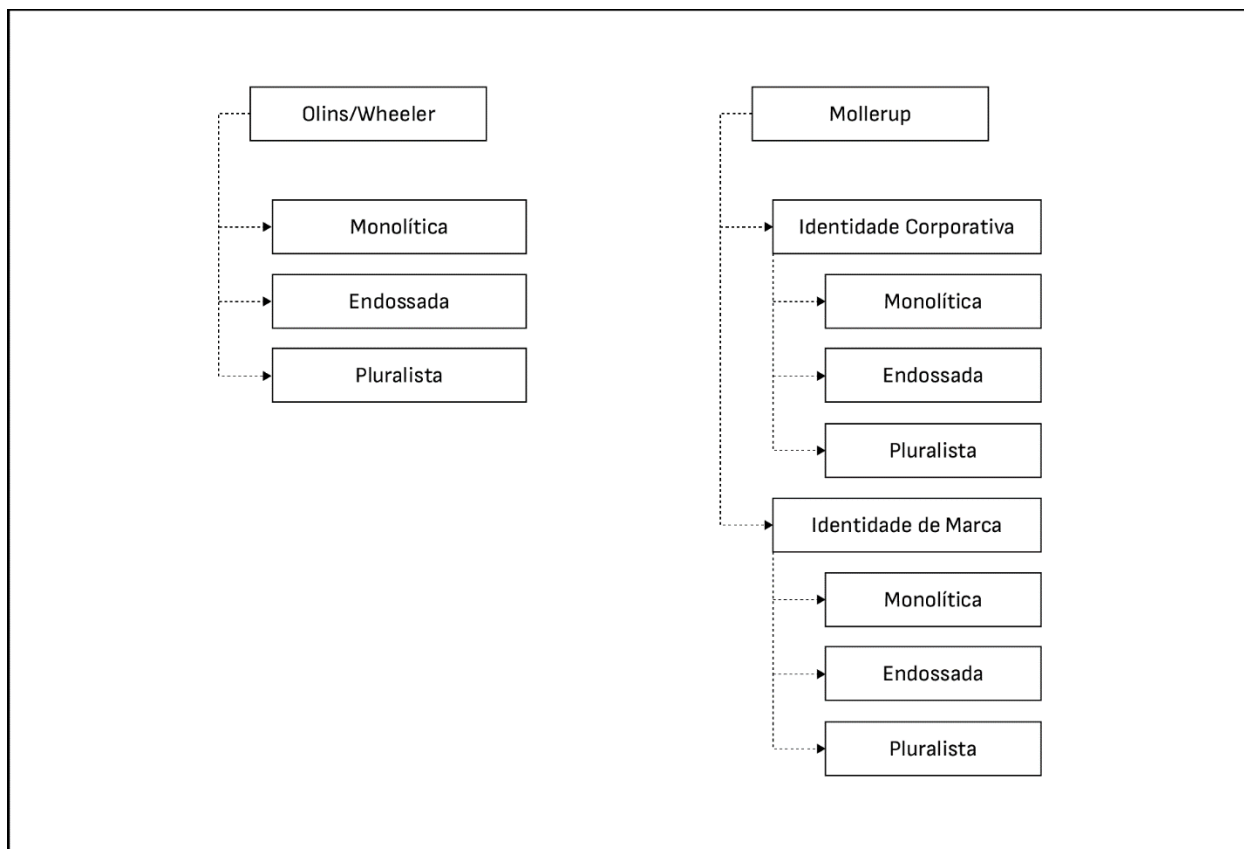 Olins/Wheeler
Monolítica
Endossada
Pluralista
Mollerup
Identidade Corporativa
Monolítica
Endossada
Pluralista
Identidade de Marca
Monolítica
Endossada
Pluralista